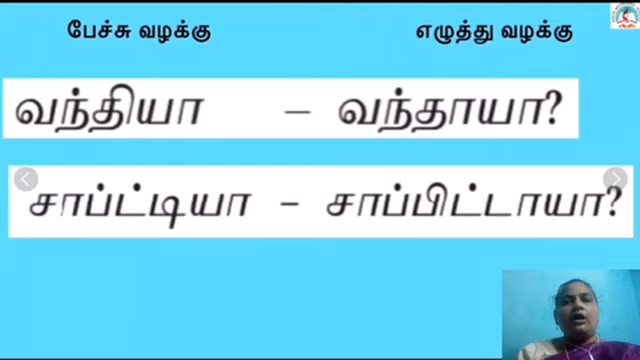 பேச்சு வழக்கு எழுத்து வழக்கு
வந்தியா – வந்தாயா?
சாப்ட்டியா – சாப்பிட்டாயா?